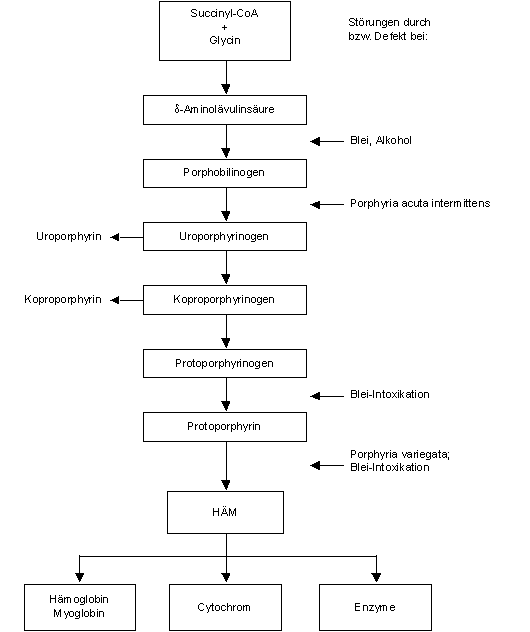 Succinyl-CoA
+
Glycin
Störungen durch
bzw. Defekt bei:
δ-Aminolävulinsäure
Blei, Alkohol
Porphobilinogen
Porphyria acuta intermittens
Uroporphyrin
Uroporphyrinogen
Koproporphyrin
Koproporphyrinogen
Protoporphyrinogen
Blei-Intoxikation
Protoporphyrin
Porphyria variegata;
Blei-Intoxikation
HÄM
Hämoglobin
Myoglobin
Cytochrom
Enzyme